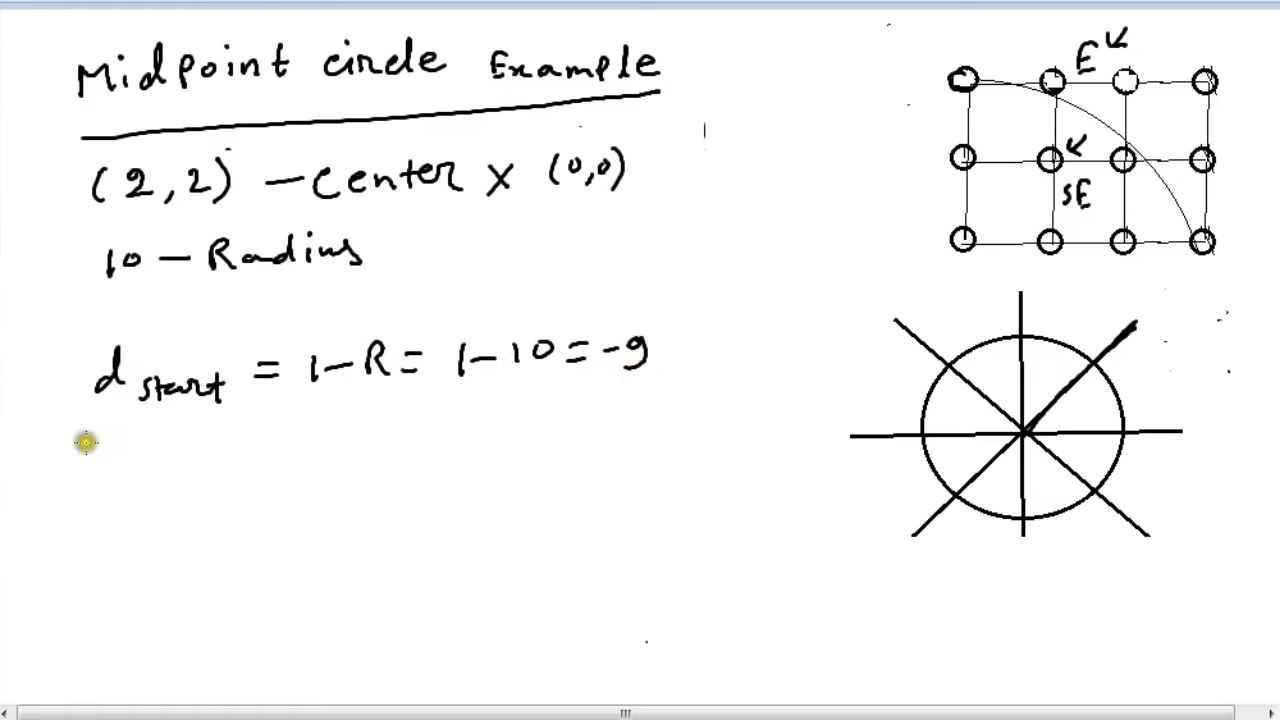 Midpoint circle Example
(2,2) - Center × (0,0)
10 - Radius
d start = 1-R = 1-10 = -9
E
SE